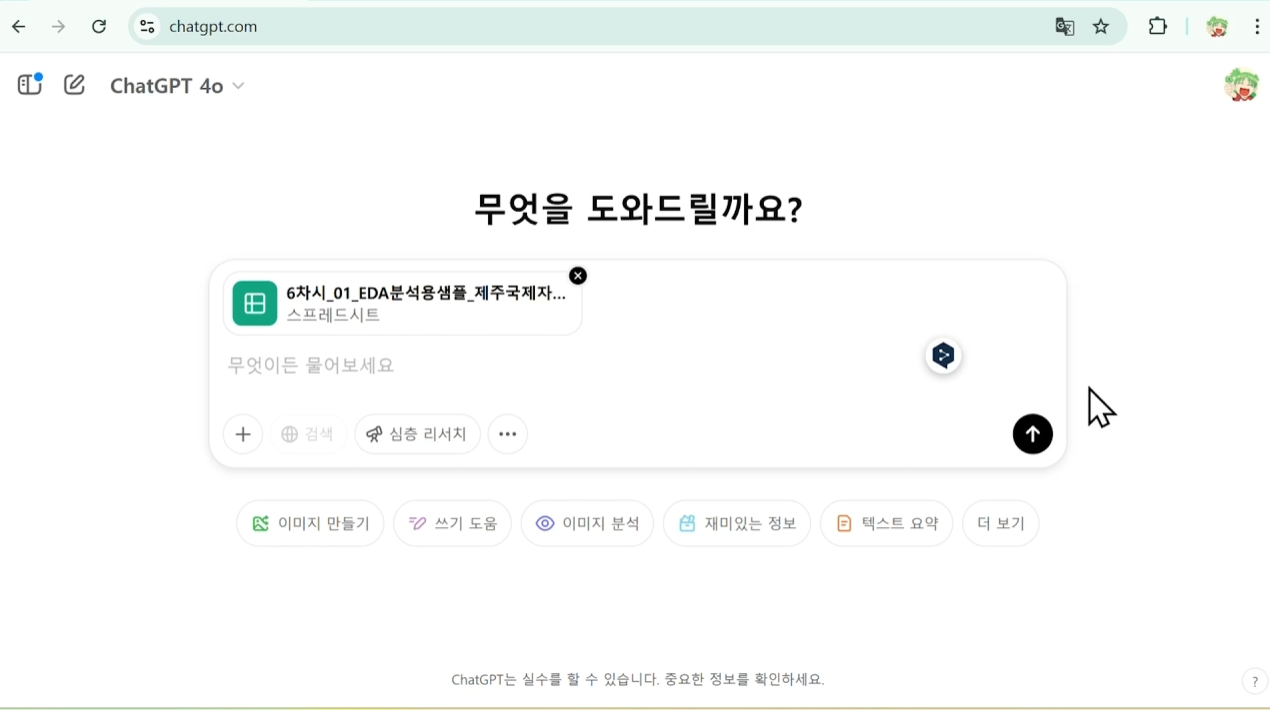 chatgpt.com
ChatGPT 4o
무엇을 도와드릴까요?
6차시_01_EDA분석용샘플_제주국제자...
스프레드시트
무엇이든 물어보세요
검색
심층 리서치
이미지 만들기
쓰기 도움
이미지 분석
재미있는 정보
텍스트 요약
더 보기
ChatGPT는 실수를 할 수 있습니다. 중요한 정보를 확인하세요.
?